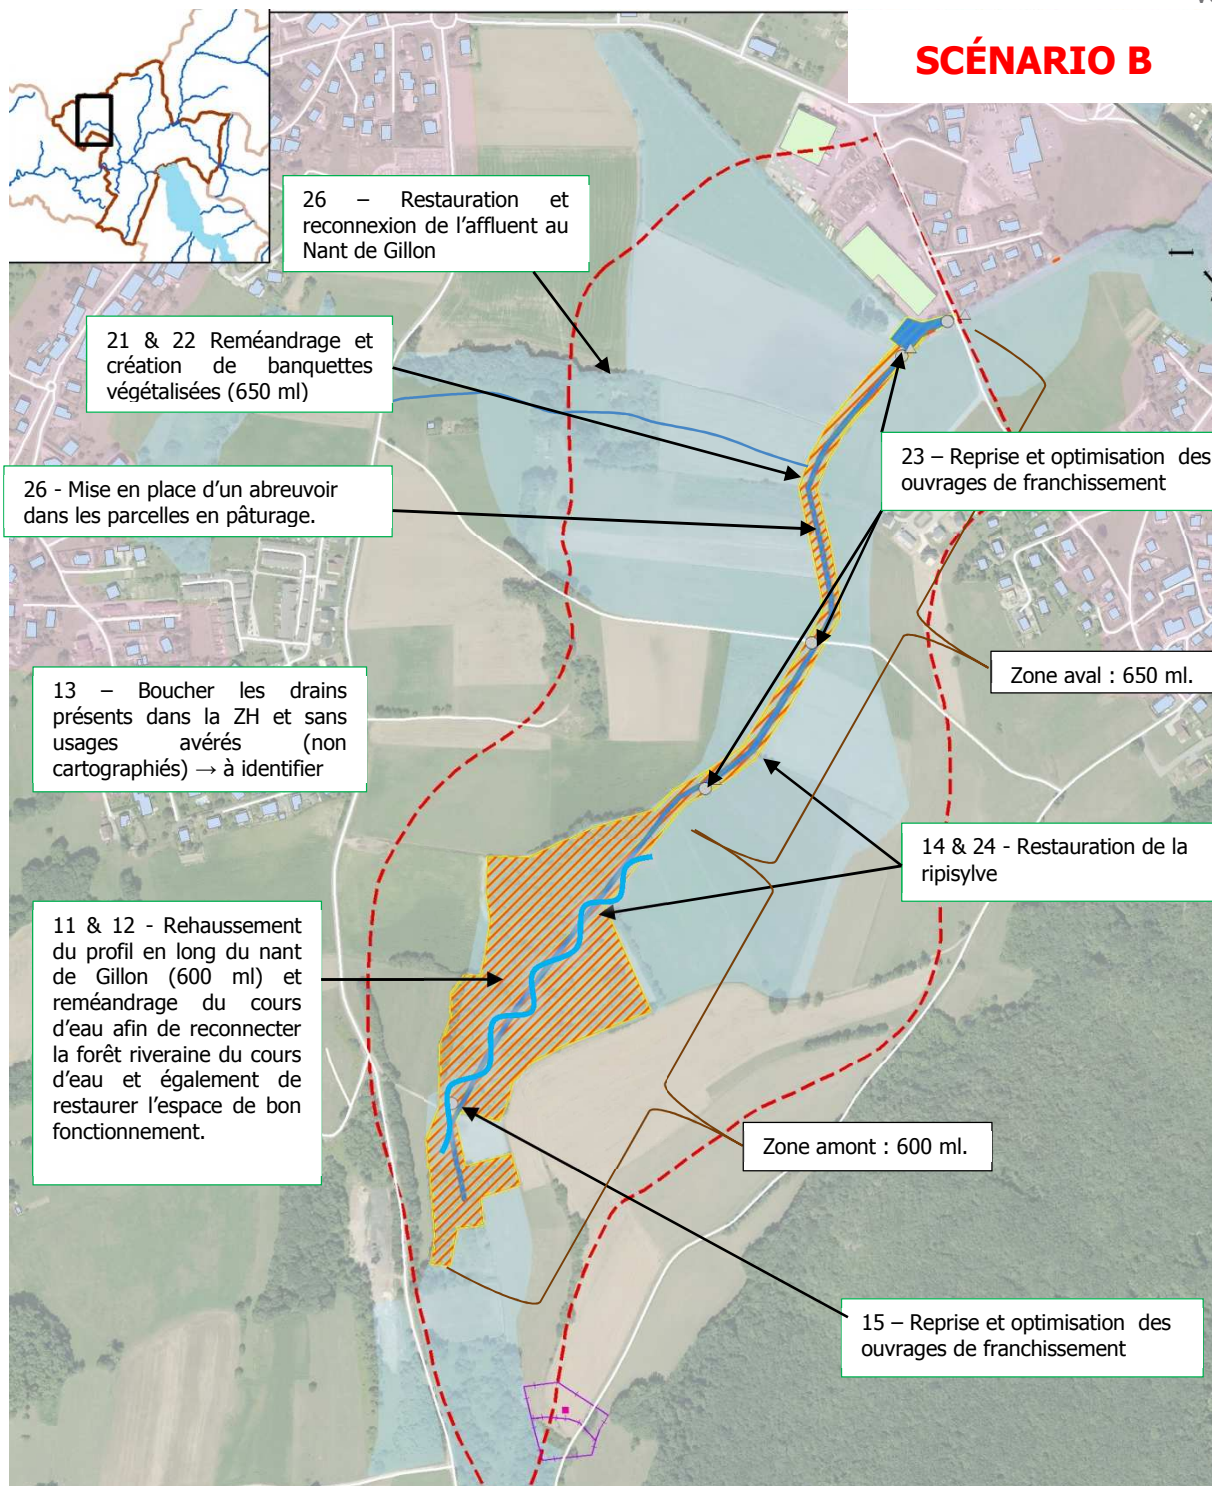 SCÉNARIO B
26 – Restauration et
reconnexion de l'affluent au
Nant de Gillon
21 & 22 Reméandrage et
création de banquettes
végétalisées (650 ml)
23 – Reprise et optimisation des
ouvrages de franchissement
26 - Mise en place d'un abreuvoir
dans les parcelles en pâturage.
Zone aval : 650 ml.
13 – Boucher les drains
présents dans la ZH et sans
usages avérés (non
cartographiés) → à identifier
14 & 24 - Restauration de la
ripisylve
11 & 12 - Rehaussement
du profil en long du nant
de Gillon (600 ml) et
reméandrage du cours
d'eau afin de reconnecter
la forêt riveraine du cours
d'eau et également de
restaurer l'espace de bon
fonctionnement.
Zone amont : 600 ml.
15 – Reprise et optimisation des
ouvrages de franchissement